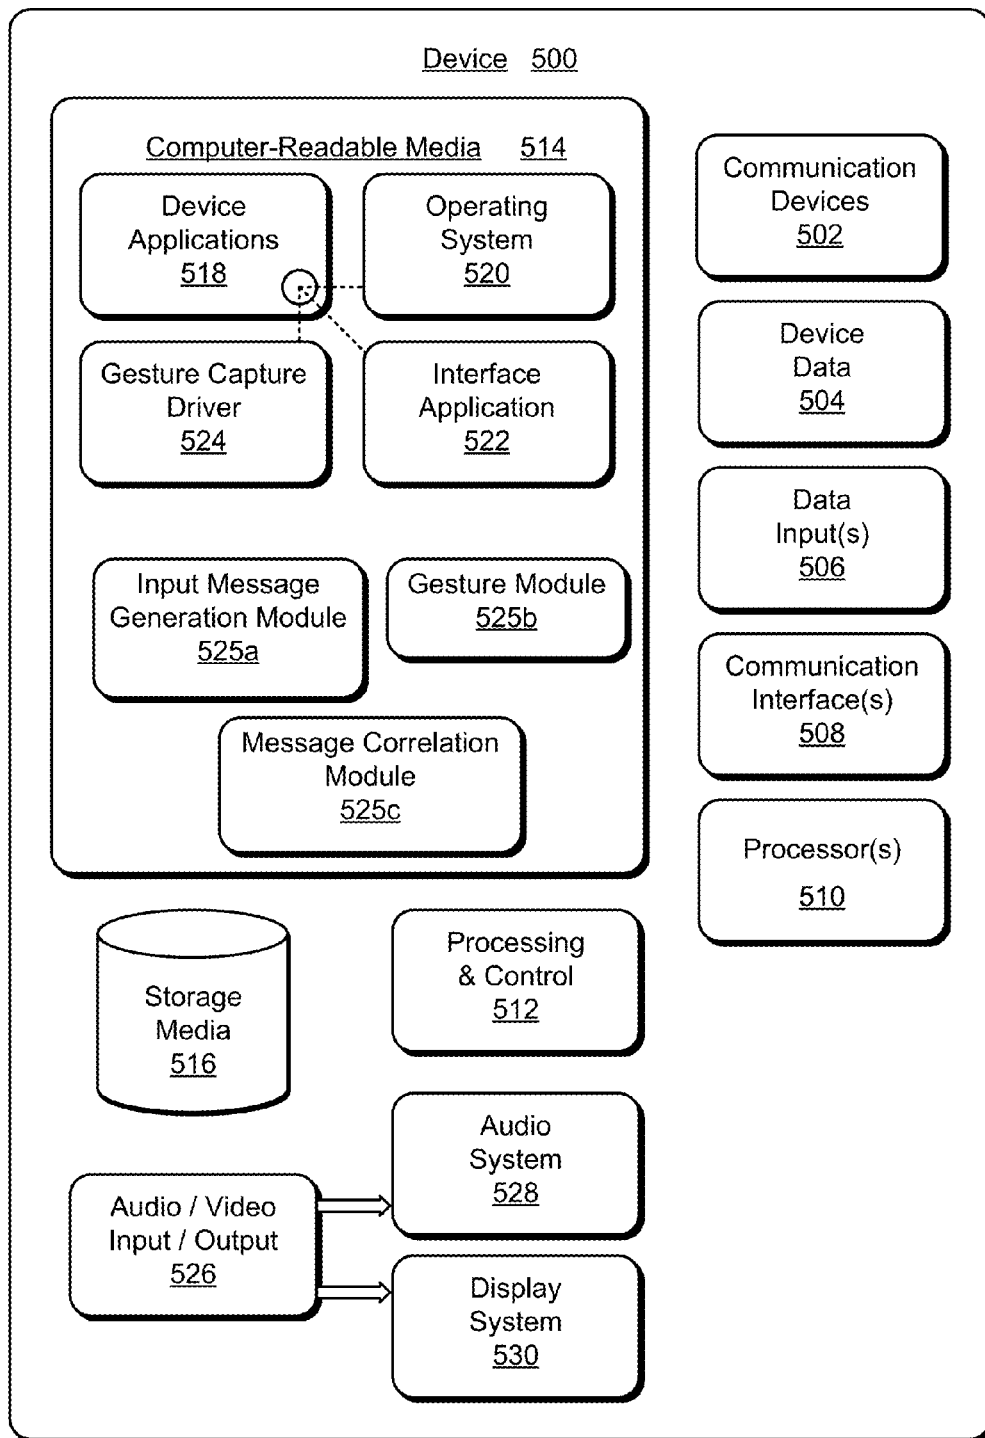 Device 500
Computer-Readable Media 514
Device
Applications
518
Operating
System
520
Gesture Capture
Driver
524
Interface
Application
522
Input Message
Generation Module
525a
Gesture Module
525b
Message Correlation
Module
525c
Communication
Devices
502
Device
Data
504
Data
Input(s)
506
Communication
Interface(s)
508
Processor(s)
510
Storage
Media
516
Processing
& Control
512
Audio / Video
Input / Output
526
Audio
System
528
Display
System
530